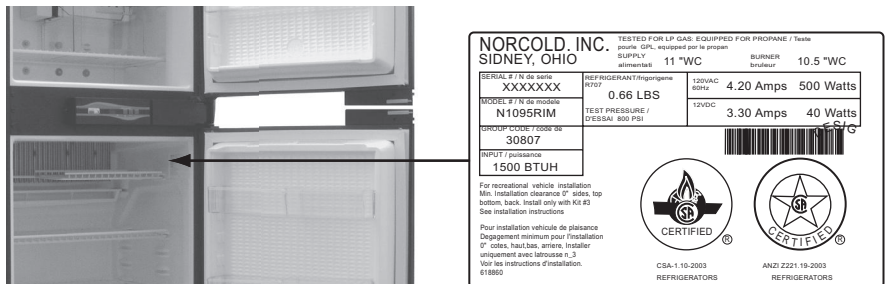 NORCOLD. INC.
SIDNEY, OHIO
TESTED FOR LP GAS: EQUIPPED FOR PROPANE / Teste
pourle GPL, equipped por le propan
SUPPLY
alimentati
11 "WC
BURNER
bruleur
10.5 "WC
SERIAL # / N de serie
XXXXXXX
MODEL # / N de modele
N1095RIM
GROUP CODE / code de
30807
INPUT / puissance
1500 BTUH
REFRIGERANT/frigorigene
R707
0.66 LBS
TEST PRESSURE /
D'ESSAI 800 PSI
120VAC
60Hz
4.20 Amps 500 Watts
12VDC
3.30 Amps 40 Watts
DESIG
For recreational vehicle installation
Min. Installation clearance 0" sides, top
bottom, back. Install only with Kit #3
See installation instructions
Pour installation vehicule de plaisance
Degagement minimum pour l'installation
0" cotes, haut,bas, arriere, Installer
uniquement avec latrousse n_3
Voir les instructions d'installation.
618860
SA
CERTIFIED
®
CSA-1.10-2003
REFRIGERATORS
SA
CERTIFIED
®
ANZI Z221.19-2003
REFRIGERATORS